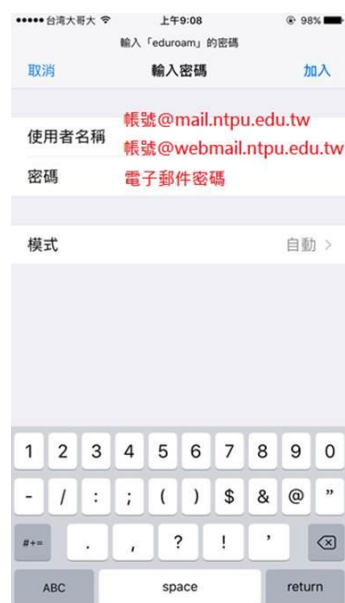 台湾大哥大 上午9:08 98%
輸入「eduroam」的密碼
取消 輸入密碼 加入
帳號@mail.ntpu.edu.tw
使用者名稱
帳號@webmail.ntpu.edu.tw
密碼 電子郵件密碼
模式 自動 >
1 2 3 4 5 6 7 8 9 0
- / : ; ( ) $ & @ ”
#+= . , ? ! ’
ABC space return